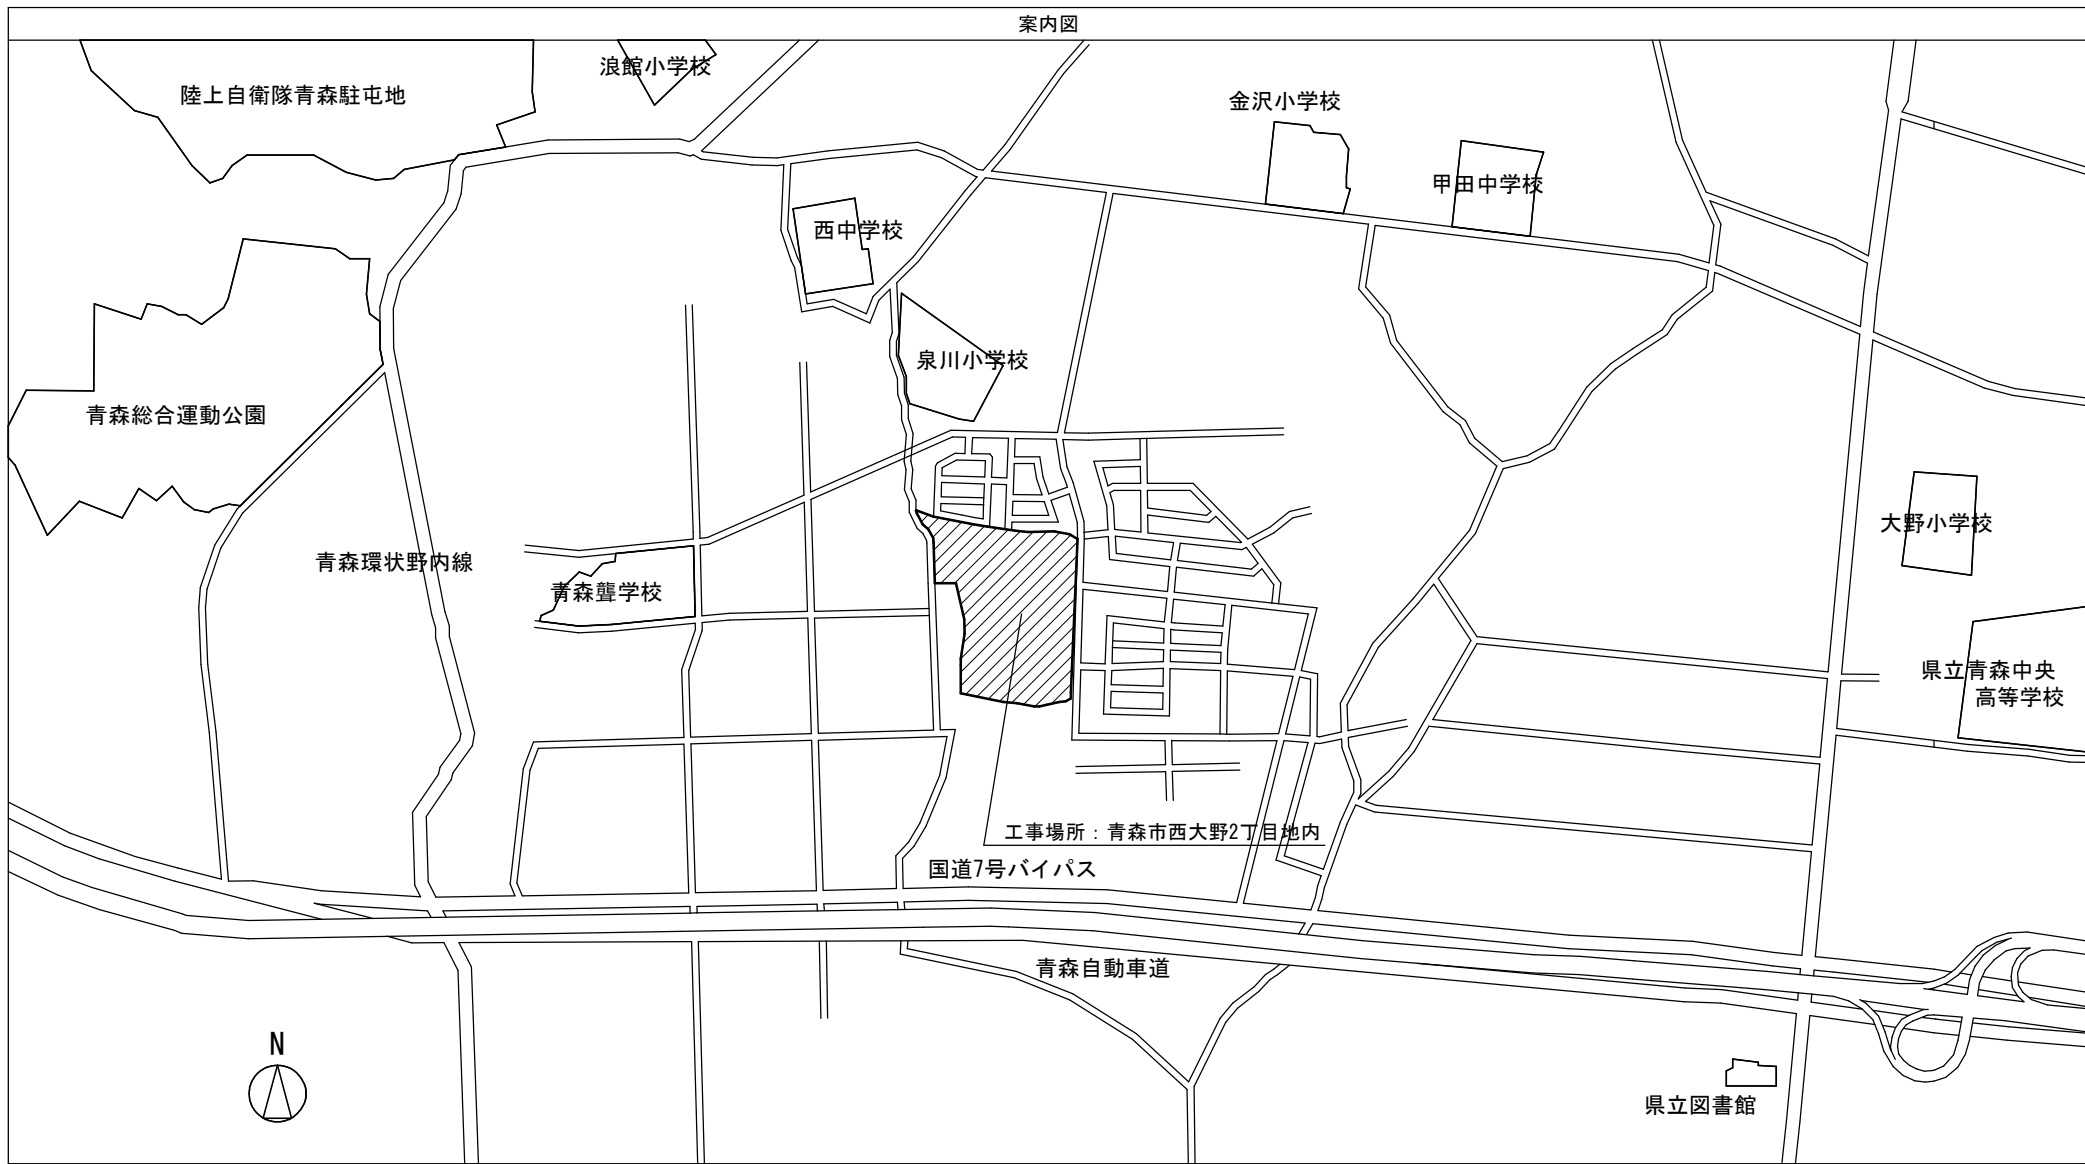 案内図
浪館小学校
陸上自衛隊青森駐屯地
金沢小学校
甲田中学校
西中学校
泉川小学校
青森総合運動公園
大野小学校
青森環状野内線
青森聾学校
県立青森中央
高等学校
工事場所：青森市西大野2丁目地内
国道7号バイパス
青森自動車道
N
県立図書館